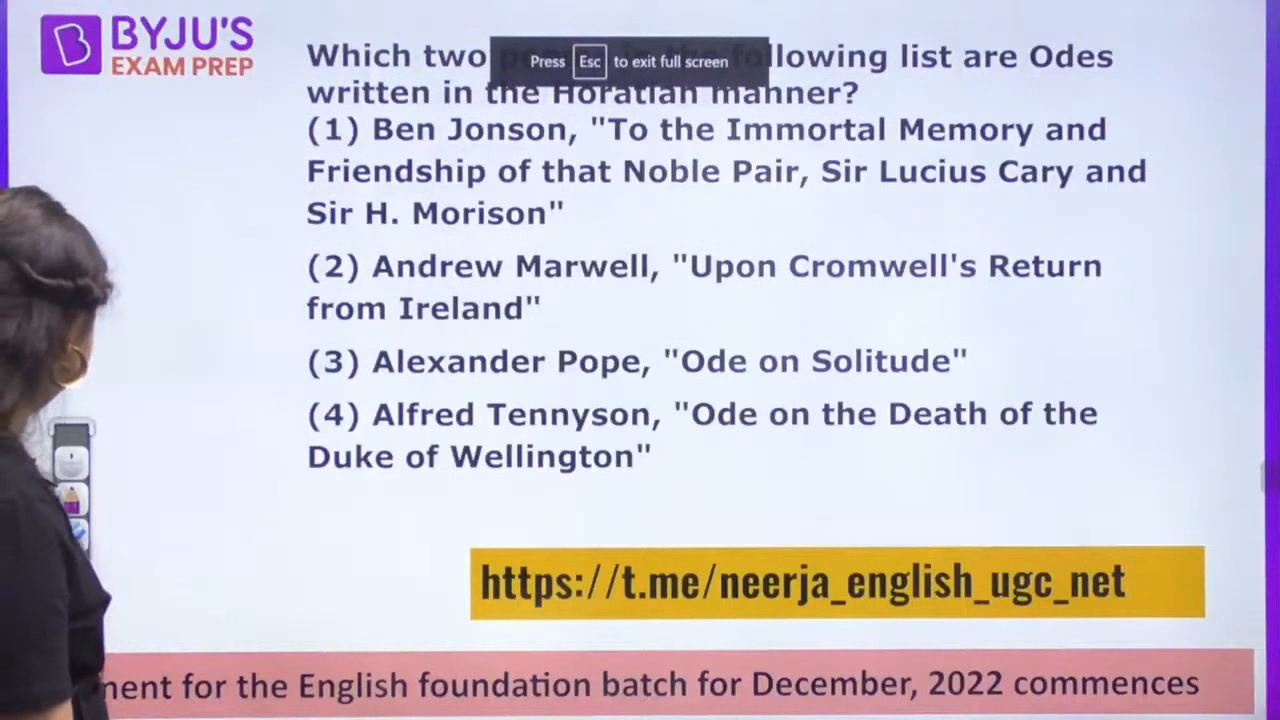 BYJU'S
EXAM PREP
Which two following list are Odes
Press Esc to exit full screen
written in the Horatian manner?
(1) Ben Jonson, "To the Immortal Memory and
Friendship of that Noble Pair, Sir Lucius Cary and
Sir H. Morison"
(2) Andrew Marwell, "Upon Cromwell's Return
from Ireland"
(3) Alexander Pope, "Ode on Solitude"
(4) Alfred Tennyson, "Ode on the Death of the
Duke of Wellington"
https://t.me/neerja_english_ugc_net
ment for the English foundation batch for December, 2022 commences